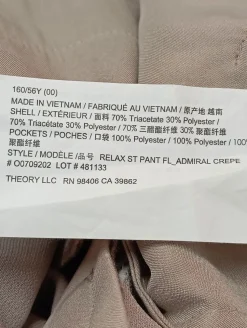 160/56Y (00)
MADE IN VIETNAM / FABRIQUÉ AU VIETNAM / 原产地 越南
SHELL / EXTÉRIEUR / 面料 70% Triacetate 30% Polyester /
70% Triacétate 30% Polyester / 70% 三醋酯纤维 30% 聚酯纤维
POCKETS / POCHES / 口袋 100% Polyester / 100% Polyester / 100%
聚酯纤维
STYLE / MODÈLE /品号 RELAX ST PANT FL_ADMIRAL CREPE
# O0709202 LOT # 481133
THEORY LLC RN 98406 CA 39862